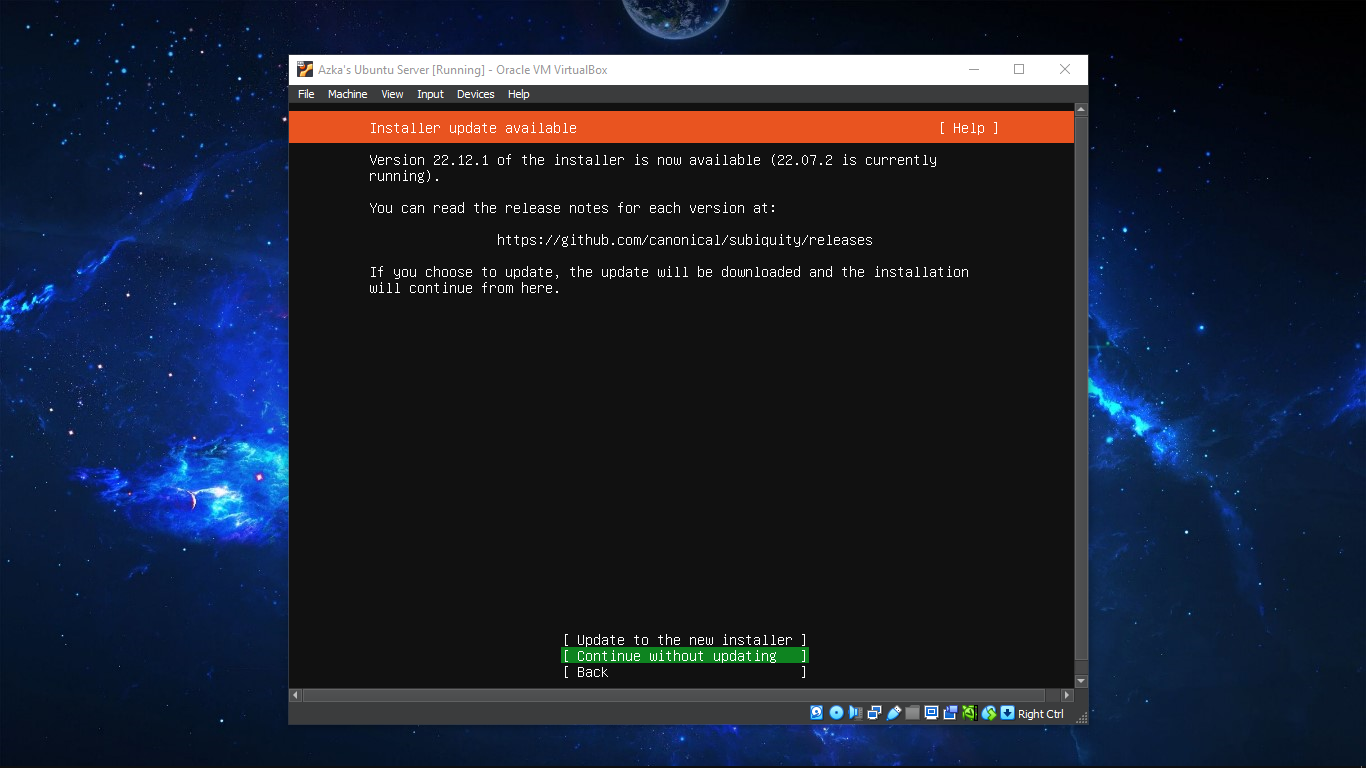 Azka's Ubuntu Server [Running] - Oracle VM VirtualBox
File Machine View Input Devices Help
Installer update available [ Help ]
Version 22.12.1 of the installer is now available (22.07.2 is currently
running).
You can read the release notes for each version at:
https://github.com/canonical/subiquity/releases
If you choose to update, the update will be downloaded and the installation
will continue from here.
[ Update to the new installer ]
[ Continue without updating ]
[ Back ]
Right Ctrl